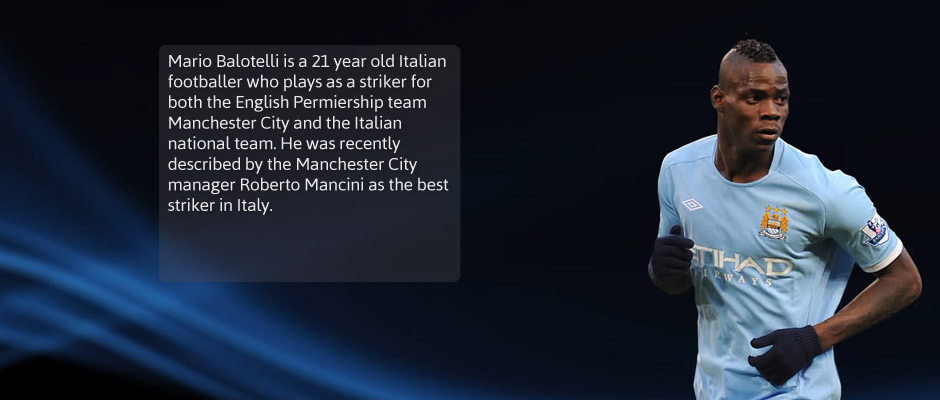 Mario Balotelli is a 21 year old Italian
footballer who plays as a striker for
both the English Permiership team
Manchester City and the Italian
national team. He was recently
described by the Manchester City
manager Roberto Mancini as the best
striker in Italy.
ETIHAD
AIRWAYS